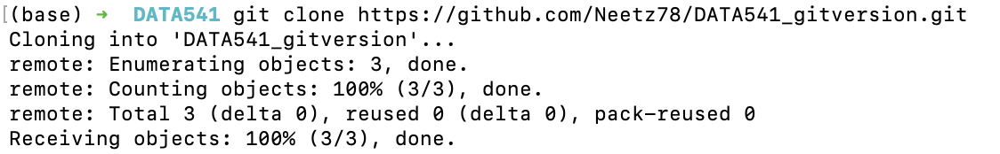 (base) ➜  DATA541 git clone https://github.com/Neetz78/DATA541_gitversion.git
Cloning into 'DATA541_gitversion'...
remote: Enumerating objects: 3, done.
remote: Counting objects: 100% (3/3), done.
remote: Total 3 (delta 0), reused 0 (delta 0), pack-reused 0
Receiving objects: 100% (3/3), done.